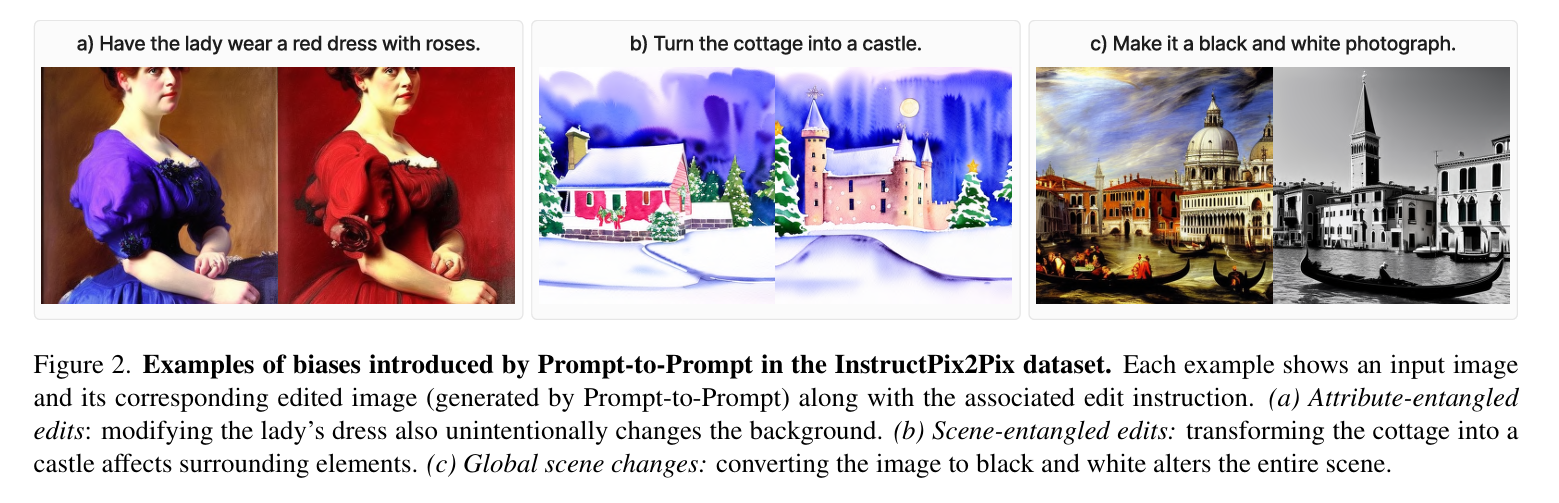 a) Have the lady wear a red dress with roses.
b) Turn the cottage into a castle.
c) Make it a black and white photograph.
Figure 2. Examples of biases introduced by Prompt-to-Prompt in the InstructPix2Pix dataset. Each example shows an input image
and its corresponding edited image (generated by Prompt-to-Prompt) along with the associated edit instruction. (a) Attribute-entangled
edits: modifying the lady's dress also unintentionally changes the background. (b) Scene-entangled edits: transforming the cottage into a
castle affects surrounding elements. (c) Global scene changes: converting the image to black and white alters the entire scene.